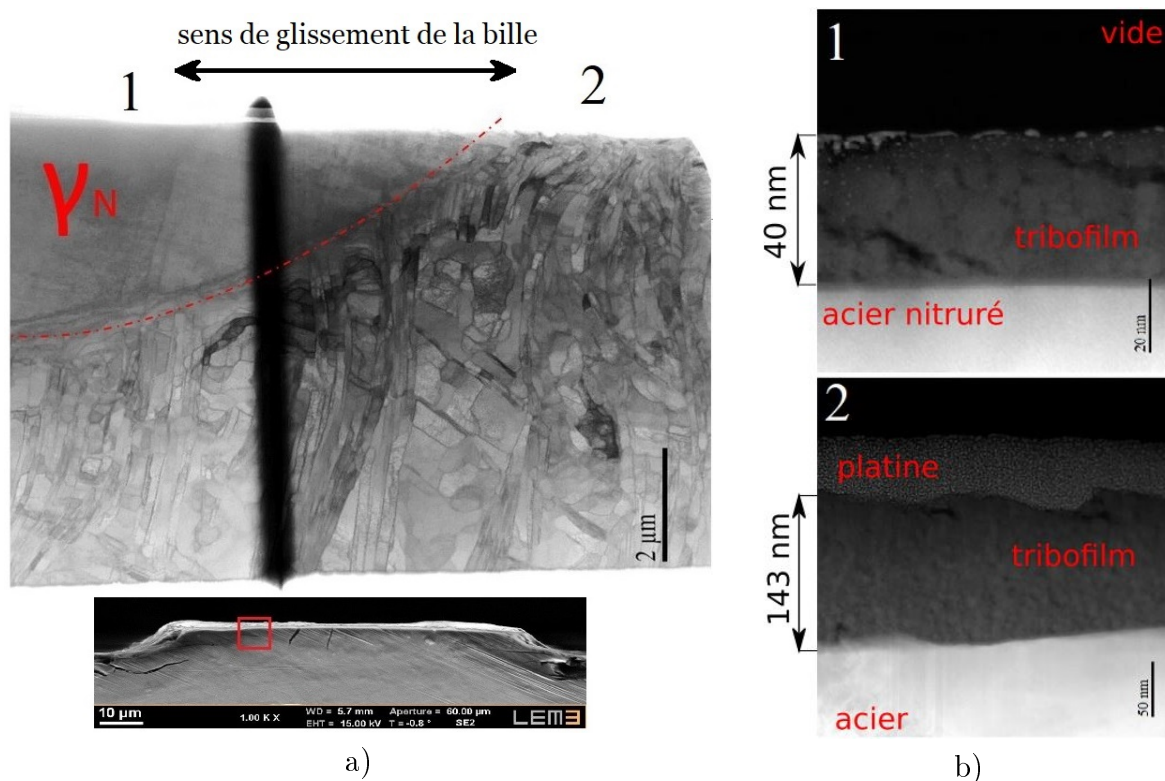 sens de glissement de la bille
1
2
γN
2 µm
10 µm
1.00 K X
WD = 5.7 mm
Aperture = 60.00 µm
EHT = 15.00 kV
T = -0.8 °
SE2
LEM3
a)
1
vide
40 nm
tribofilm
acier nitruré
20 nm
2
platine
143 nm
tribofilm
acier
50 nm
b)